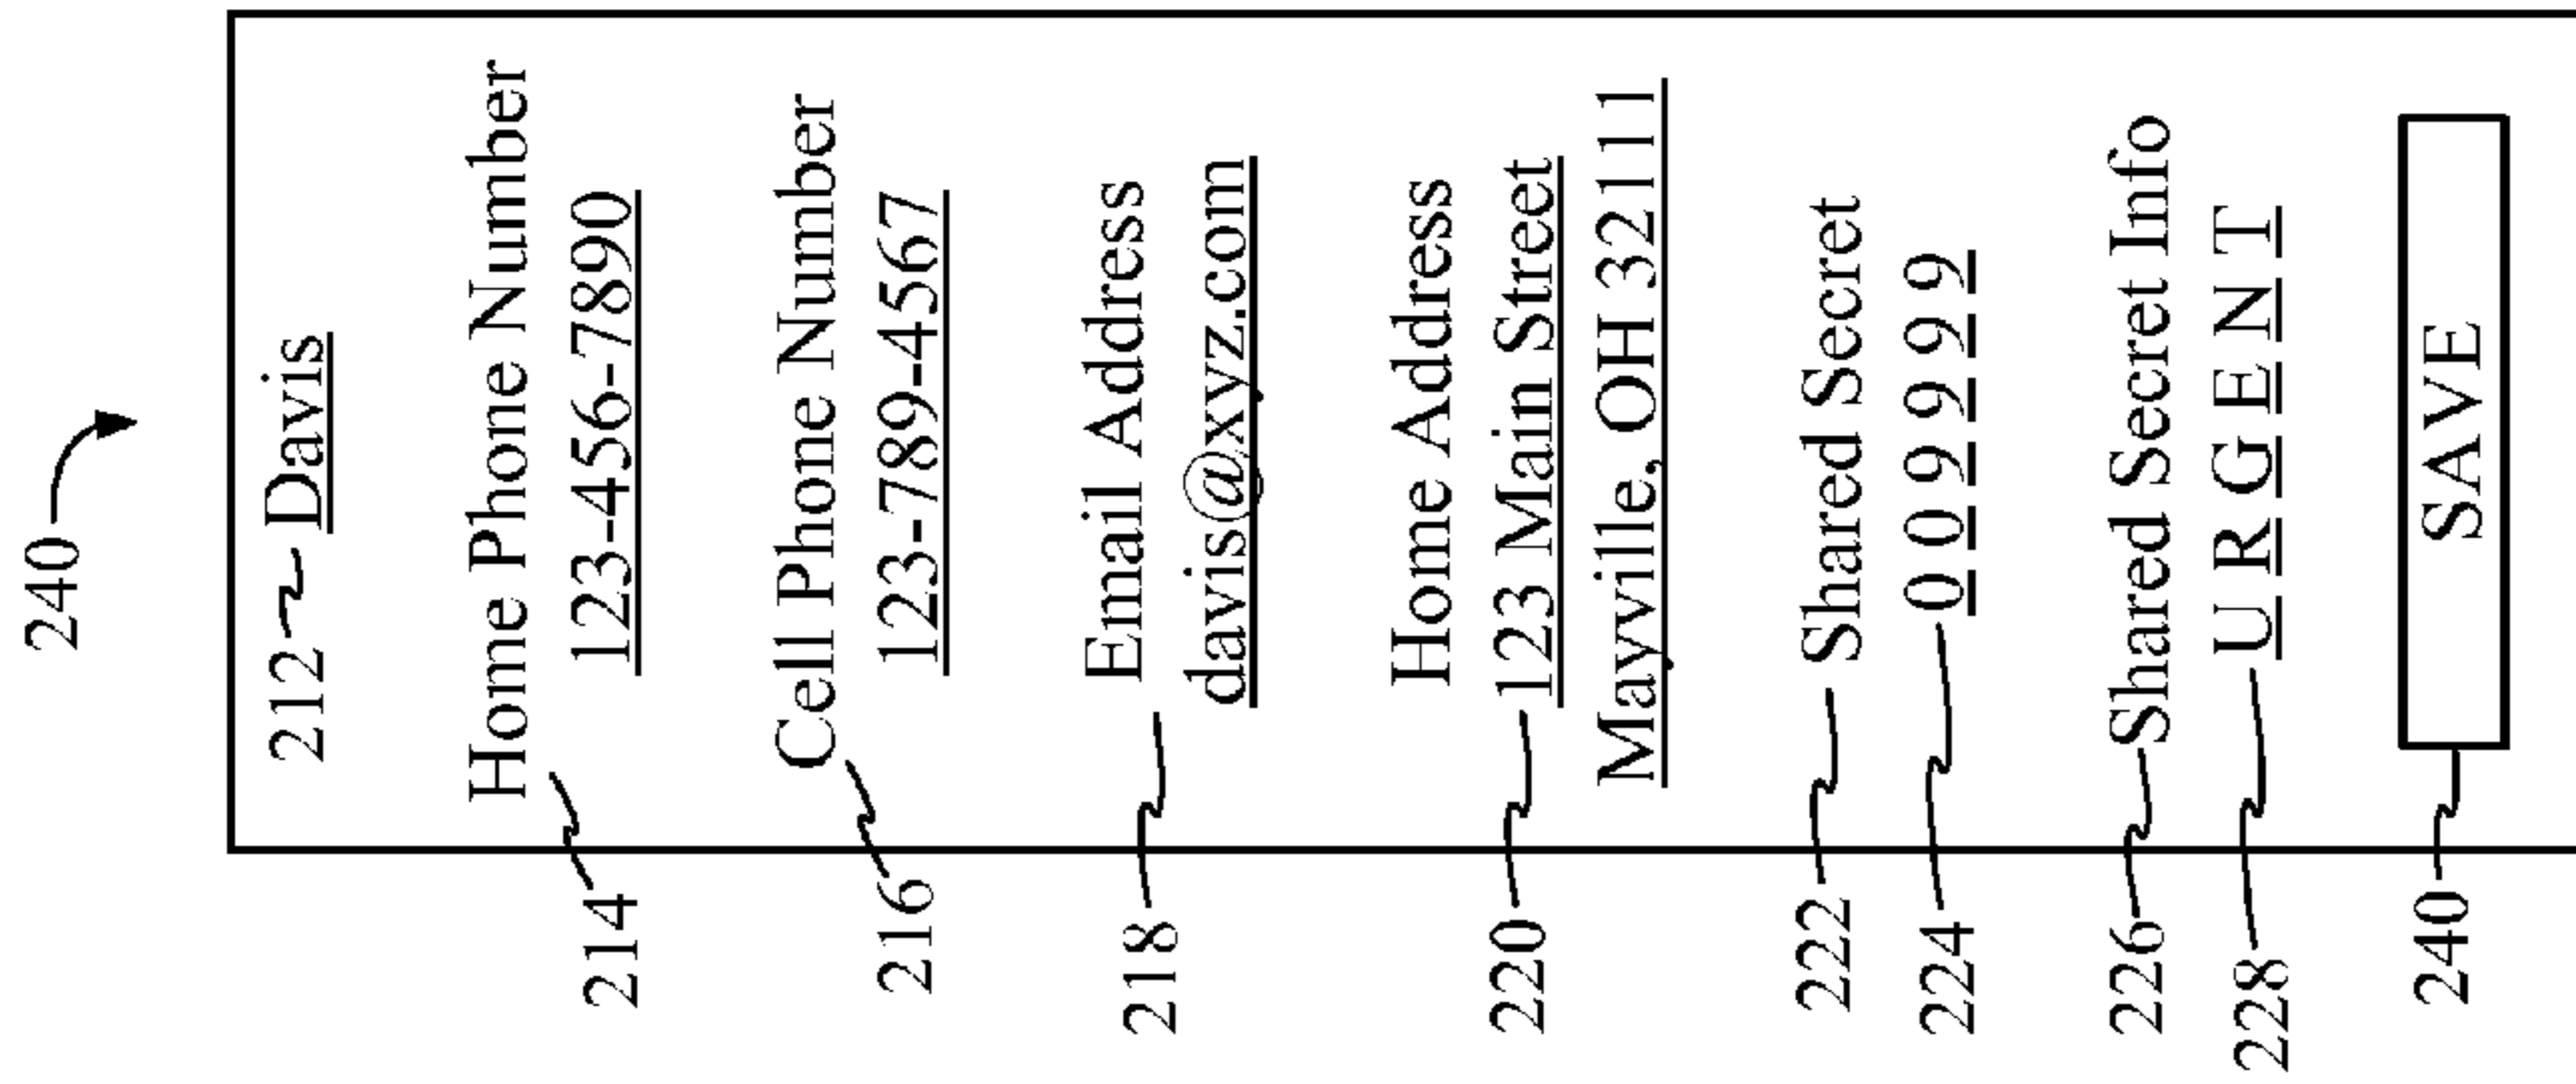 240
212 Davis
Home Phone Number
214 123-456-7890
Cell Phone Number
216 123-789-4567
Email Address
218 davis@xyz.com
Home Address
220 123 Main Street
Mayville, OH 32111
222 Shared Secret
224 0 0 9 9 9 9
226 Shared Secret Info
228 U R G E N T
240 SAVE